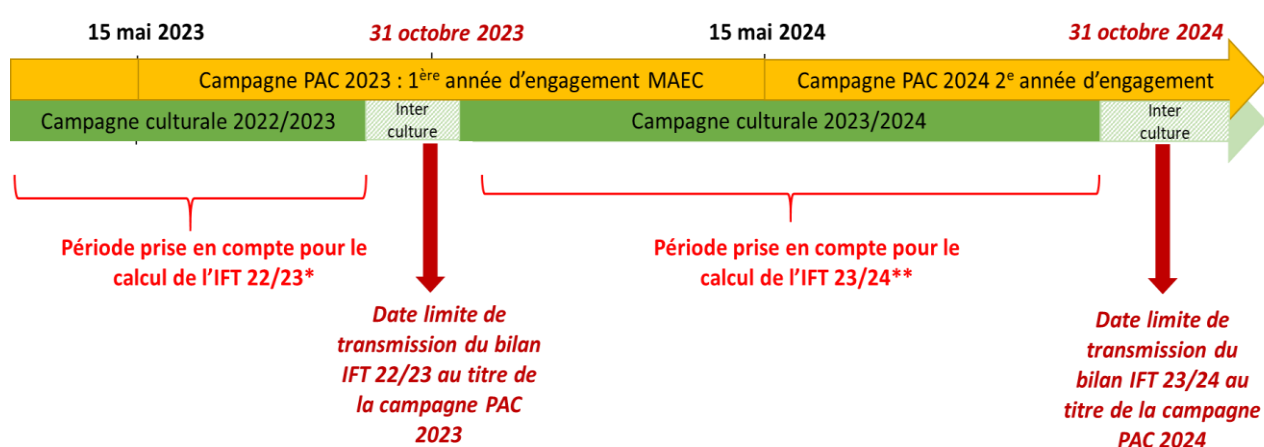 15 mai 2023
31 octobre 2023
15 mai 2024
31 octobre 2024
Campagne PAC 2023 : 1ère année d’engagement MAEC
Campagne PAC 2024 2e année d’engagement
Campagne culturale 2022/2023
Inter
culture
Campagne culturale 2023/2024
Inter
culture
Période prise en compte pour le
calcul de l’IFT 22/23*
Période prise en compte pour le
calcul de l’IFT 23/24**
Date limite de
transmission du bilan
IFT 22/23 au titre de
la campagne PAC
2023
Date limite de
transmission du
bilan IFT 23/24 au
titre de la campagne
PAC 2024